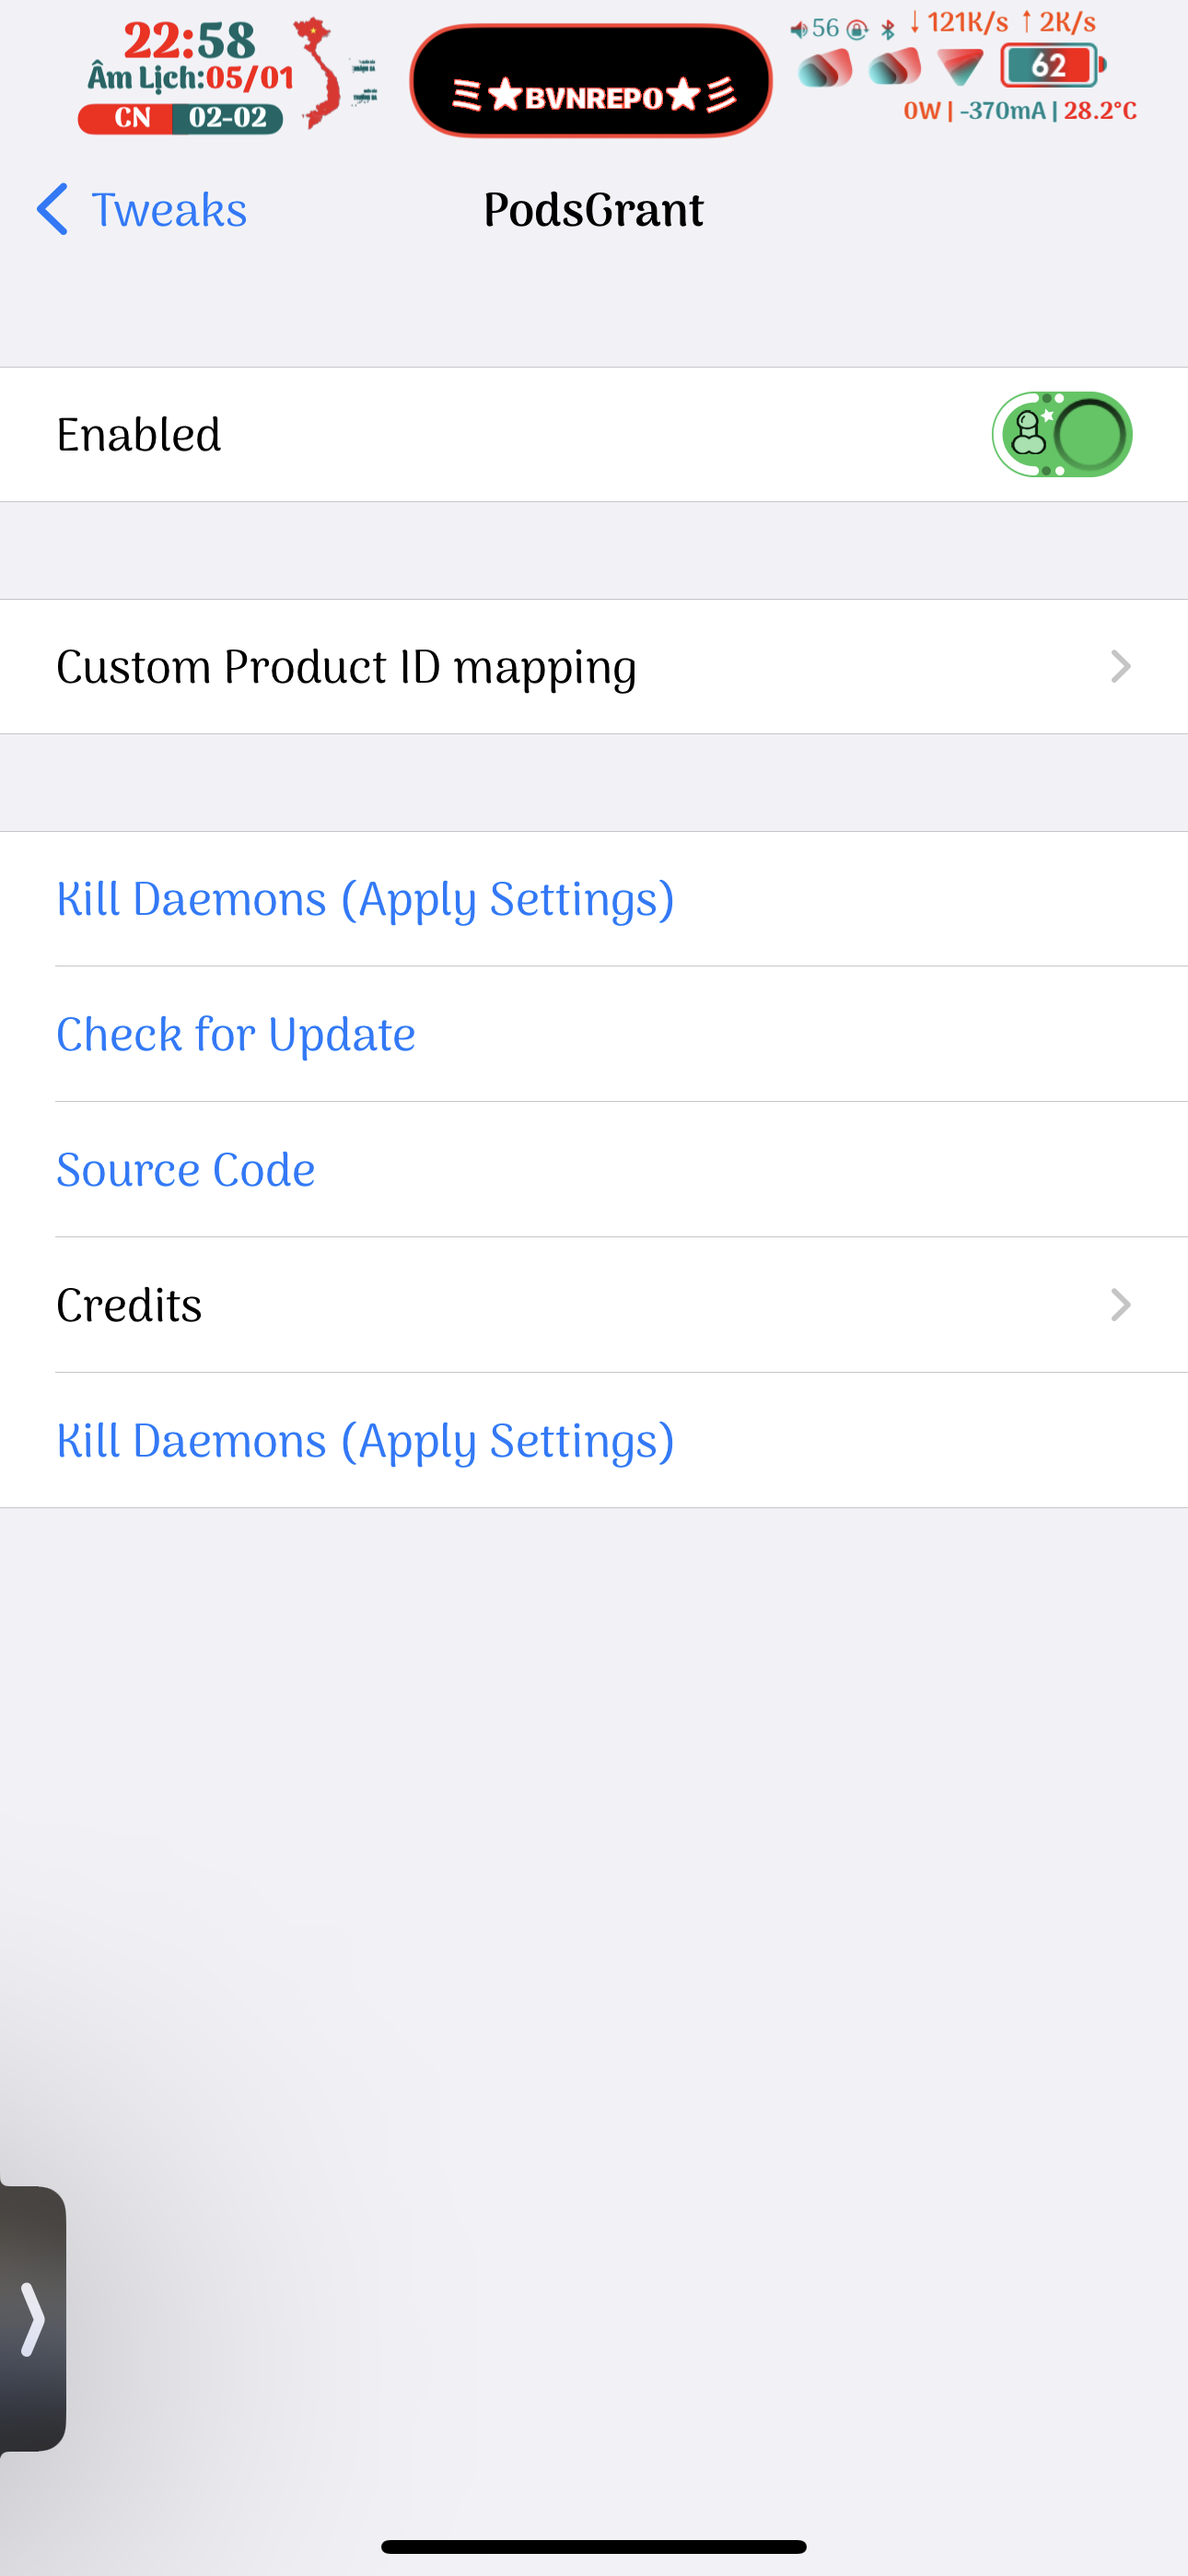 22:58
Âm Lịch:05/01
CN 02-02
★BVNREPO★
56 ↓ 121K/s ↑ 2K/s
62
0W | -370mA | 28.2°C
Tweaks
PodsGrant
Enabled
Custom Product ID mapping
Kill Daemons (Apply Settings)
Check for Update
Source Code
Credits
Kill Daemons (Apply Settings)